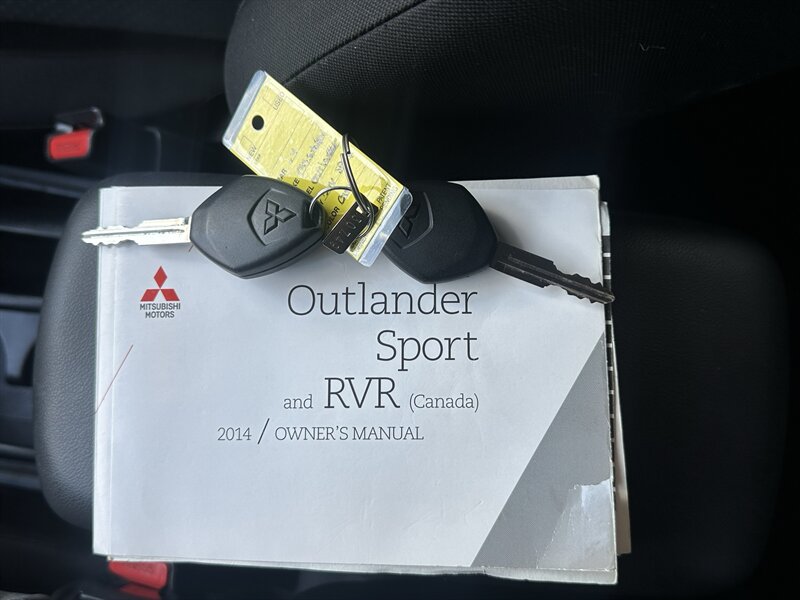 MITSUBISHI
MOTORS
Outlander
Sport
and RVR (Canada)
2014 / OWNER'S MANUAL